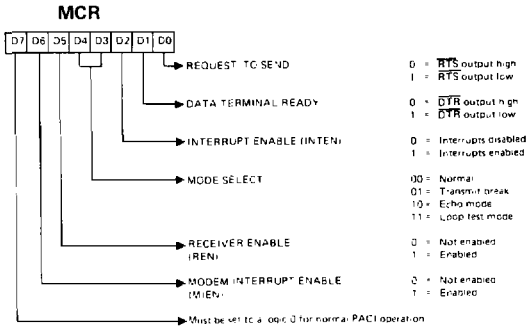 MCR
D7 D6 D5 D4 D3 D2 D1 D0
REQUEST TO SEND
0 = RTS output high
1 = RTS output low
DATA TERMINAL READY
0 = DTR output high
1 = DTR output low
INTERRUPT ENABLE (INTEN)
0 = Interrupts disabled
1 = Interrupts enabled
MODE SELECT
00 = Normal
01 = Transmit break
10 = Echo mode
11 = Loop test mode
RECEIVER ENABLE
(REN)
0 = Not enabled
1 = Enabled
MODEM INTERRUPT ENABLE
(MIEN)
0 = Not enabled
1 = Enabled
Must be set to a logic 0 for normal PACI operation